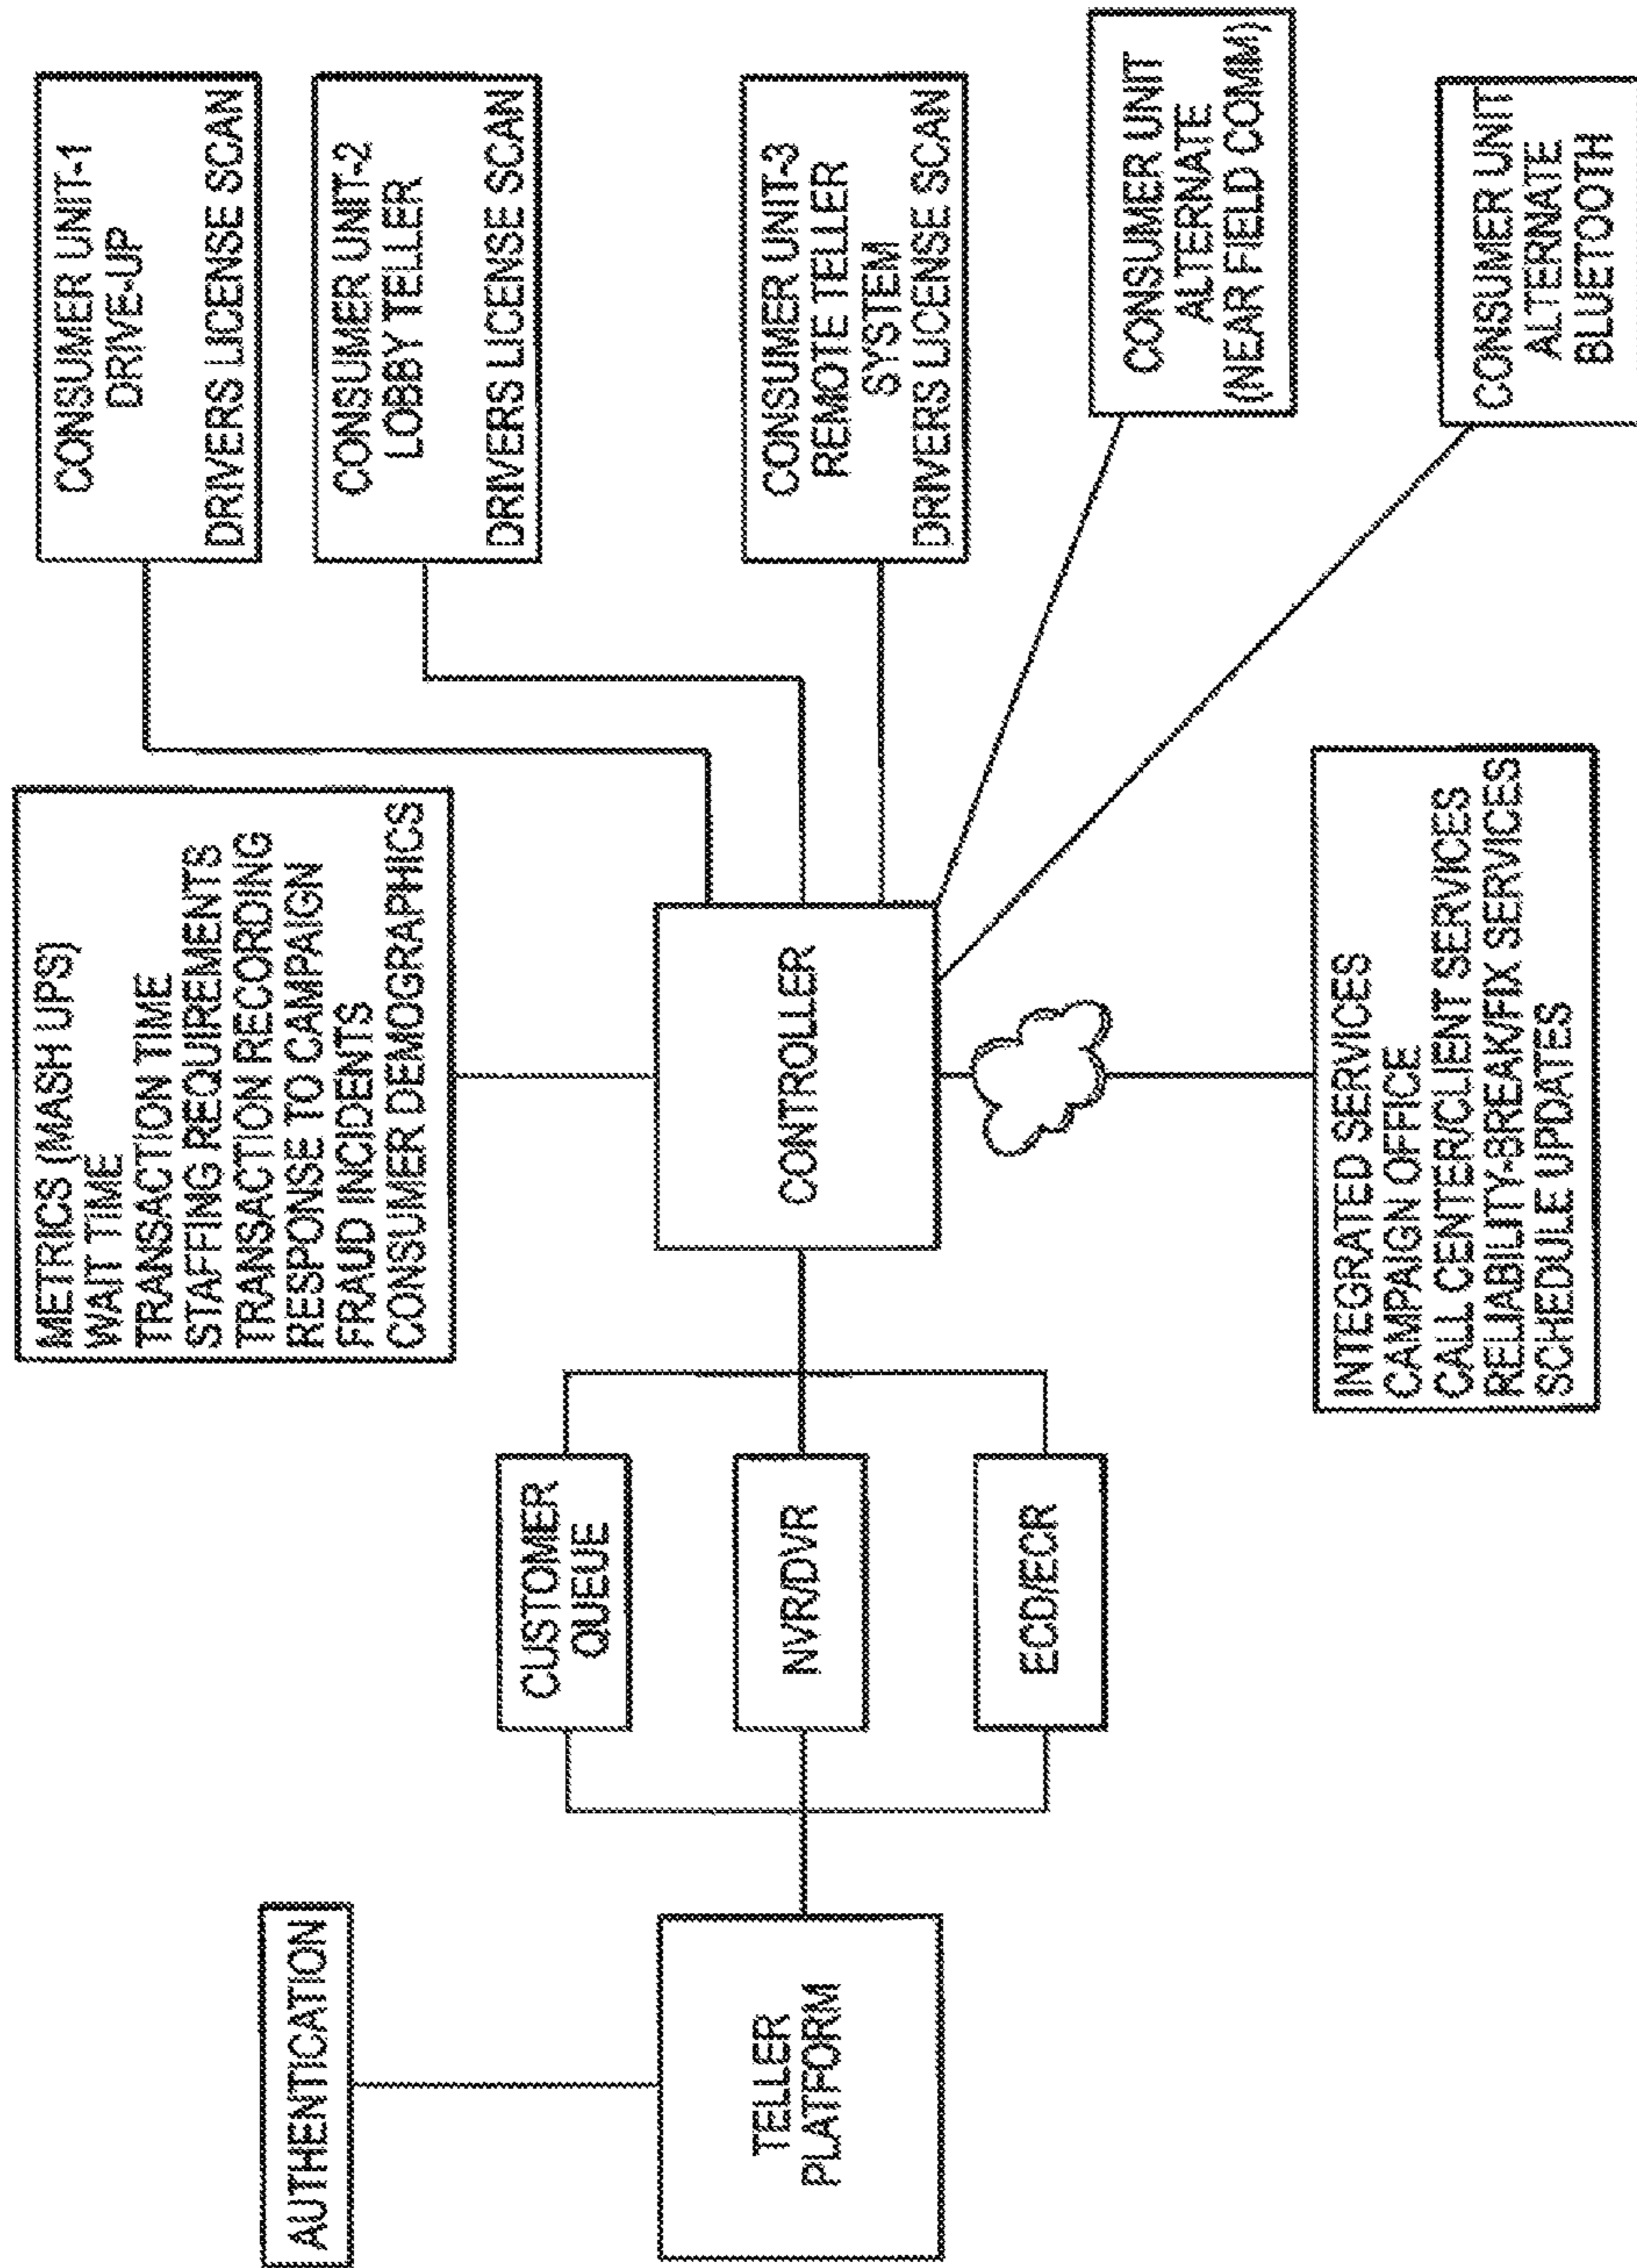 AUTHENTICATION
TELLER
PLATFORM
CUSTOMER
QUEUE
NVR/DVR
ECD/ECR
METRICS (MASH UPS)
WAIT TIME
TRANSACTION TIME
STAFFING REQUIREMENTS
TRANSACTION RECORDING
RESPONSE TO CAMPAIGN
FRAUD INCIDENTS
CONSUMER DEMOGRAPHICS
CONTROLLER
INTEGRATED SERVICES
CAMPAIGN OFFICE
CALL CENTER/CLIENT SERVICES
RELIABILITY-BREAK/FIX SERVICES
SCHEDULE UPDATES
CONSUMER UNIT-1
DRIVE-UP
DRIVERS LICENSE SCAN
CONSUMER UNIT-2
LOBBY TELLER
DRIVERS LICENSE SCAN
CONSUMER UNIT-3
REMOTE TELLER
SYSTEM
DRIVERS LICENSE SCAN
CONSUMER UNIT
ALTERNATE
(NEAR FIELD COMM)
CONSUMER UNIT
ALTERNATE
BLUETOOTH